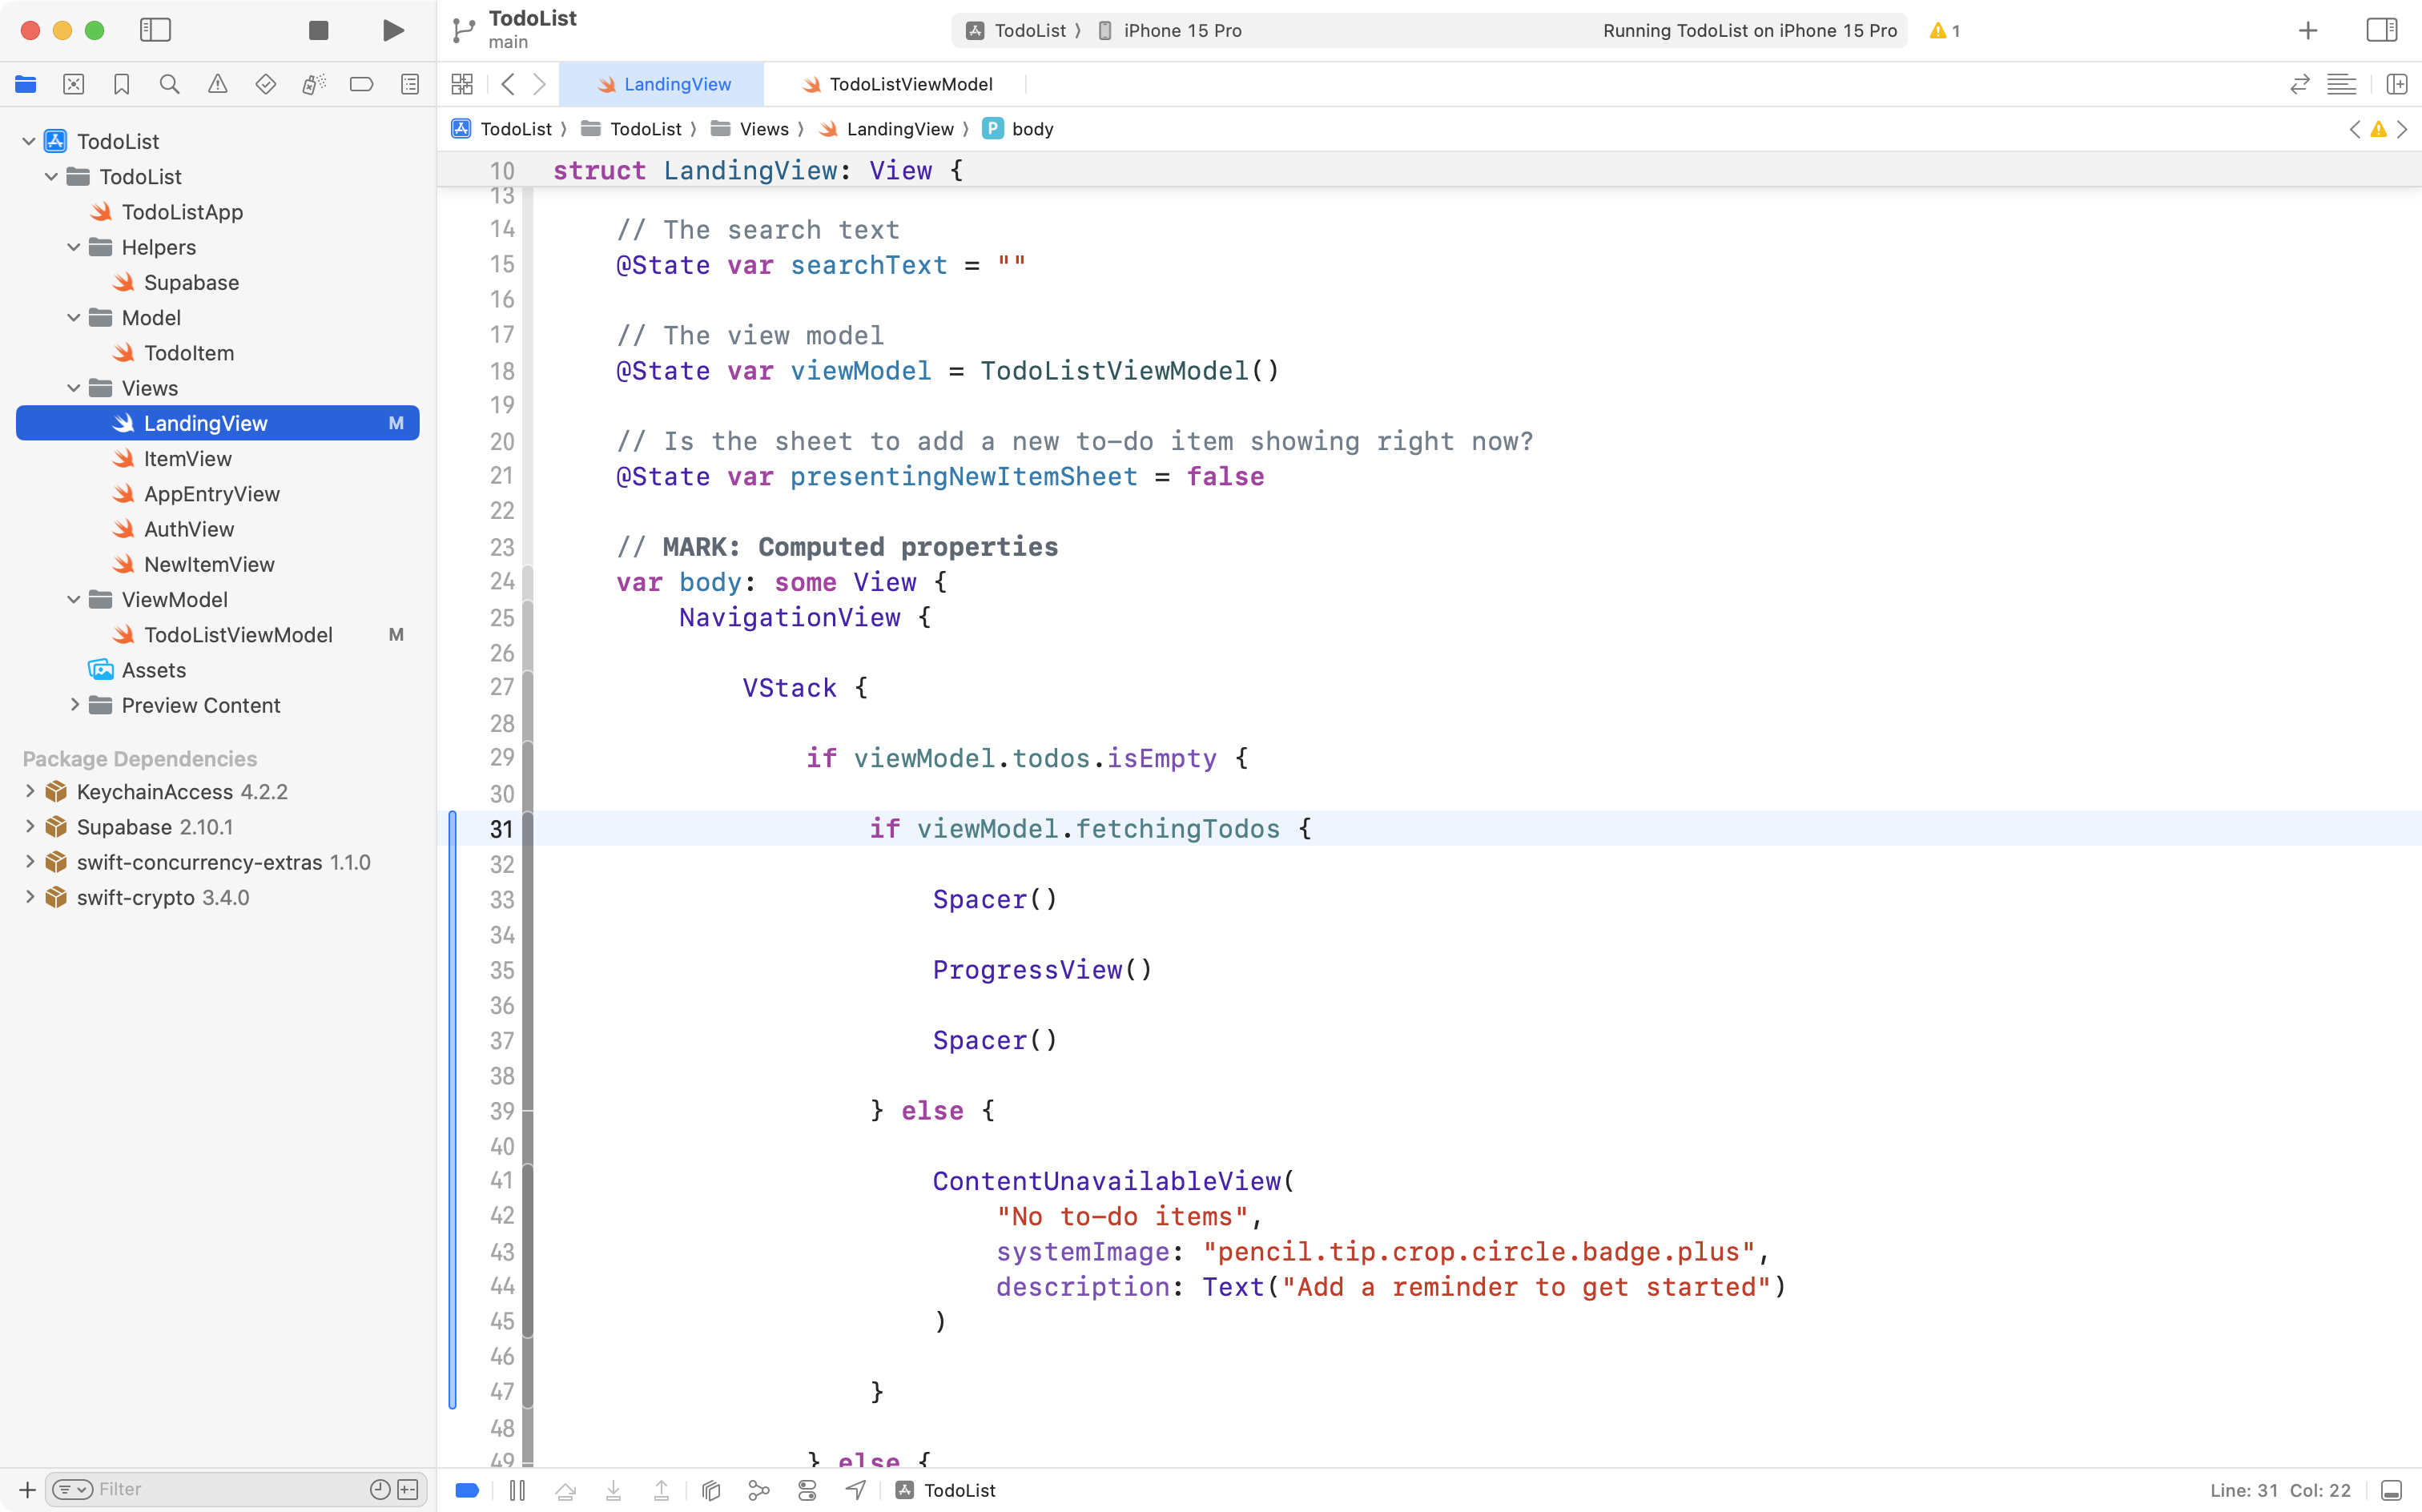 TodoList
main
TodoList 〉 iPhone 15 Pro
Running TodoList on iPhone 15 Pro
1
LandingView
TodoListViewModel
TodoList 〉 TodoList 〉 Views 〉 LandingView 〉 P body
TodoList
TodoList
TodoListApp
Helpers
Supabase
Model
TodoItem
Views
LandingView M
ItemView
AppEntryView
AuthView
NewItemView
ViewModel
TodoListViewModel M
Assets
Preview Content
Package Dependencies
KeychainAccess 4.2.2
Supabase 2.10.1
swift-concurrency-extras 1.1.0
swift-crypto 3.4.0
Filter
10 struct LandingView: View {
13
14 // The search text
15 @State var searchText = ""
16
17 // The view model
18 @State var viewModel = TodoListViewModel()
19
20 // Is the sheet to add a new to-do item showing right now?
21 @State var presentingNewItemSheet = false
22
23 // MARK: Computed properties
24 var body: some View {
25 NavigationView {
26
27 VStack {
28
29 if viewModel.todos.isEmpty {
30
31 if viewModel.fetchingTodos {
32
33 Spacer()
34
35 ProgressView()
36
37 Spacer()
38
39 } else {
40
41 ContentUnavailableView(
42 "No to-do items",
43 systemImage: "pencil.tip.crop.circle.badge.plus",
44 description: Text("Add a reminder to get started")
45 )
46
47 }
48
49 } else {
TodoList
Line: 31 Col: 22